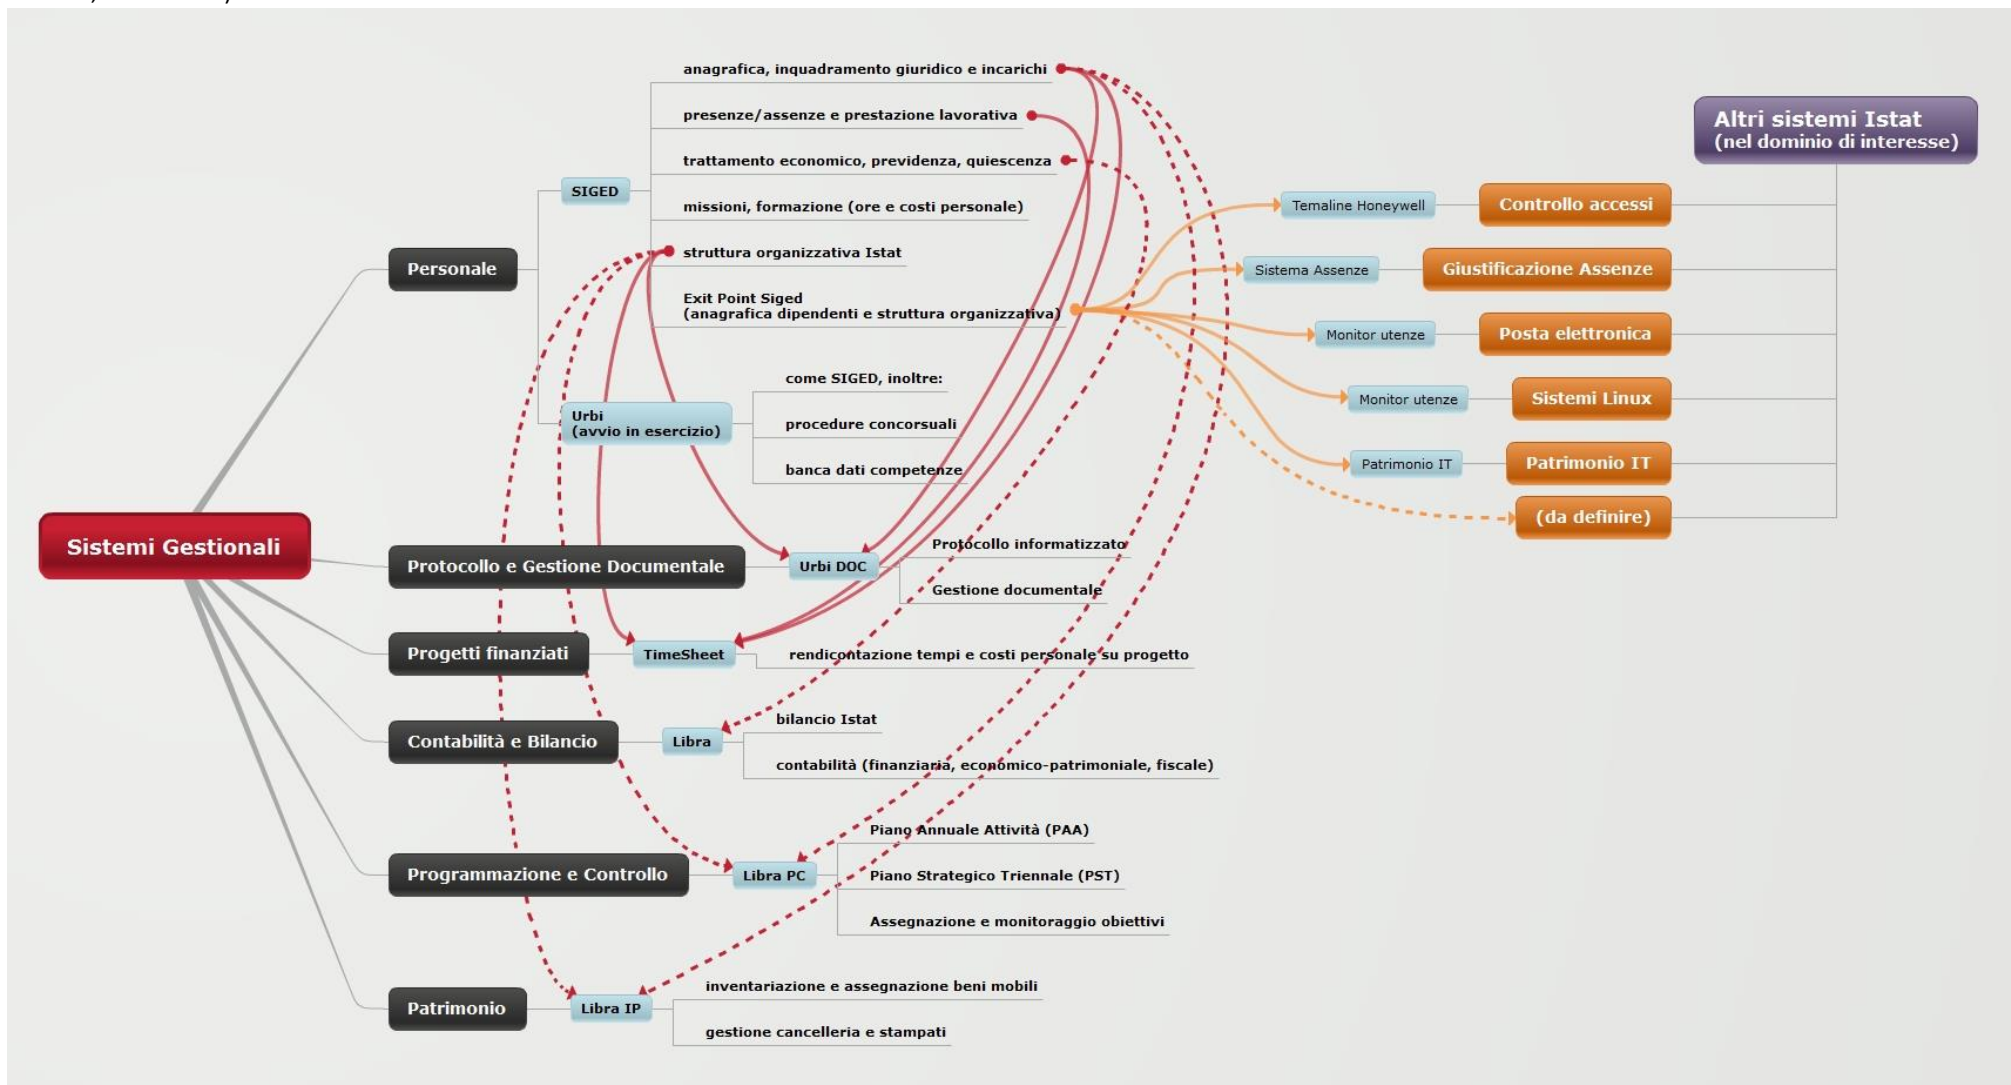 anagrafica, inquadramento giuridico e incarichi
presenze/assenze e prestazione lavorativa
trattamento economico, previdenza, quiescenza
SIGED
missioni, formazione (ore e costi personale)
Personale
struttura organizzativa Istat
Exit Point Siged
(anagrafica dipendenti e struttura organizzativa)
come SIGED, inoltre:
Urbi
(avvio in esercizio)
procedure concorsuali
banca dati competenze
Sistemi Gestionali
Protocollo e Gestione Documentale
Urbi DOC
Protocollo informatizzato
Gestione documentale
Progetti finanziati
TimeSheet
rendicontazione tempi e costi personale su progetto
Contabilità e Bilancio
Libra
bilancio Istat
contabilità (finanziaria, economico-patrimoniale, fiscale)
Programmazione e Controllo
Libra PC
Piano Annuale Attività (PAA)
Piano Strategico Triennale (PST)
Assegnazione e monitoraggio obiettivi
Patrimonio
Libra IP
inventariazione e assegnazione beni mobili
gestione cancelleria e stampati
Altri sistemi Istat
(nel dominio di interesse)
Temaline Honeywell
Controllo accessi
Sistema Assenze
Giustificazione Assenze
Monitor utenze
Posta elettronica
Monitor utenze
Sistemi Linux
Patrimonio IT
Patrimonio IT
(da definire)